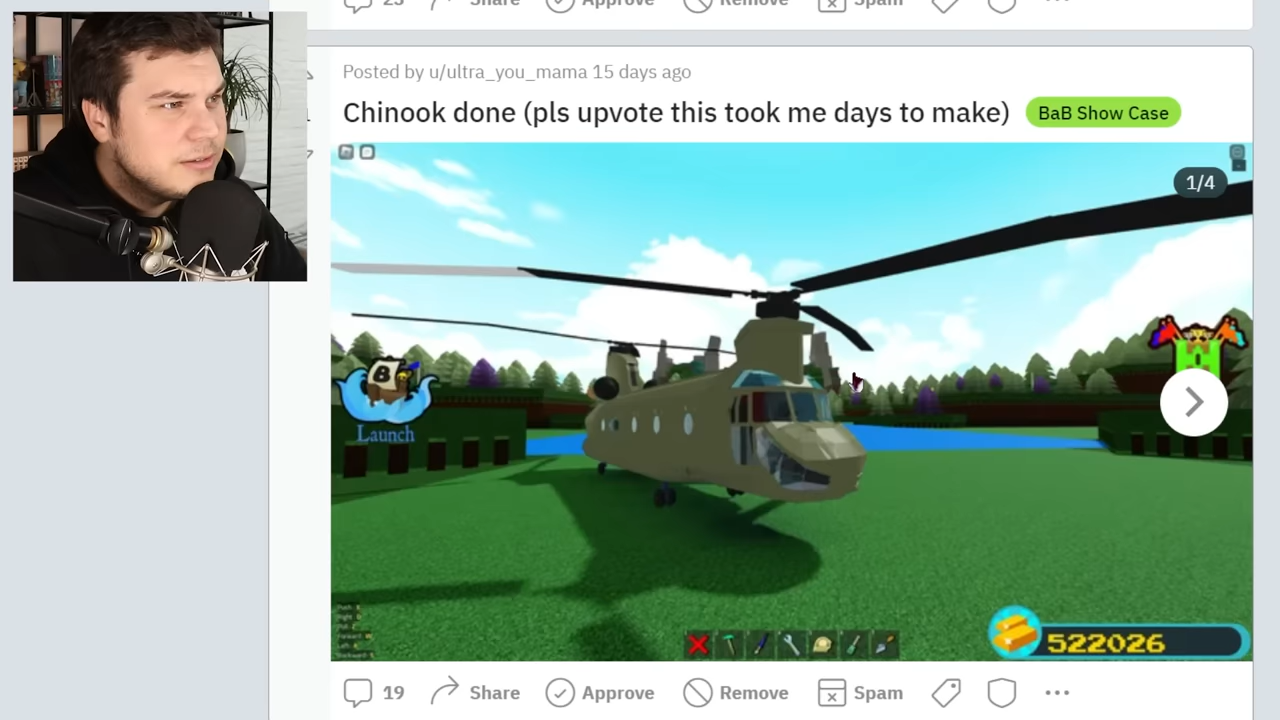 23 Share Approve Remove Spam
Posted by u/ultra_you_mama 15 days ago
Chinook done (pls upvote this took me days to make) BaB Show Case
1/4
B
Launch
522026
19 Share Approve Remove Spam